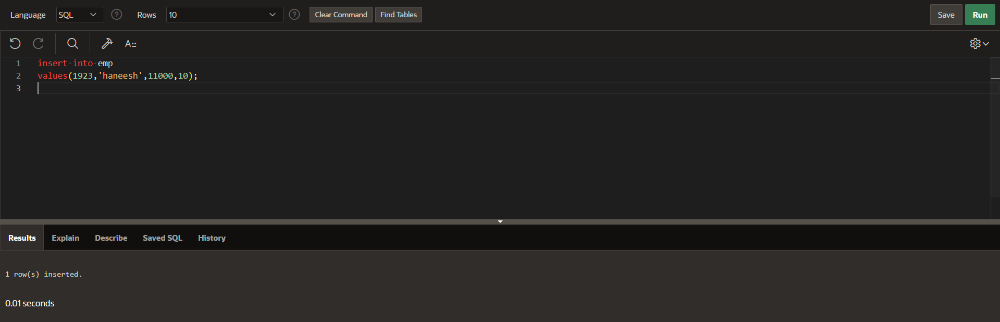 Language SQL Rows 10 Clear Command Find Tables Save Run
A::
1 insert into emp
2 values(1923,'haneesh',11000,10);
3
Results Explain Describe Saved SQL History
1 row(s) inserted.
0.01 seconds